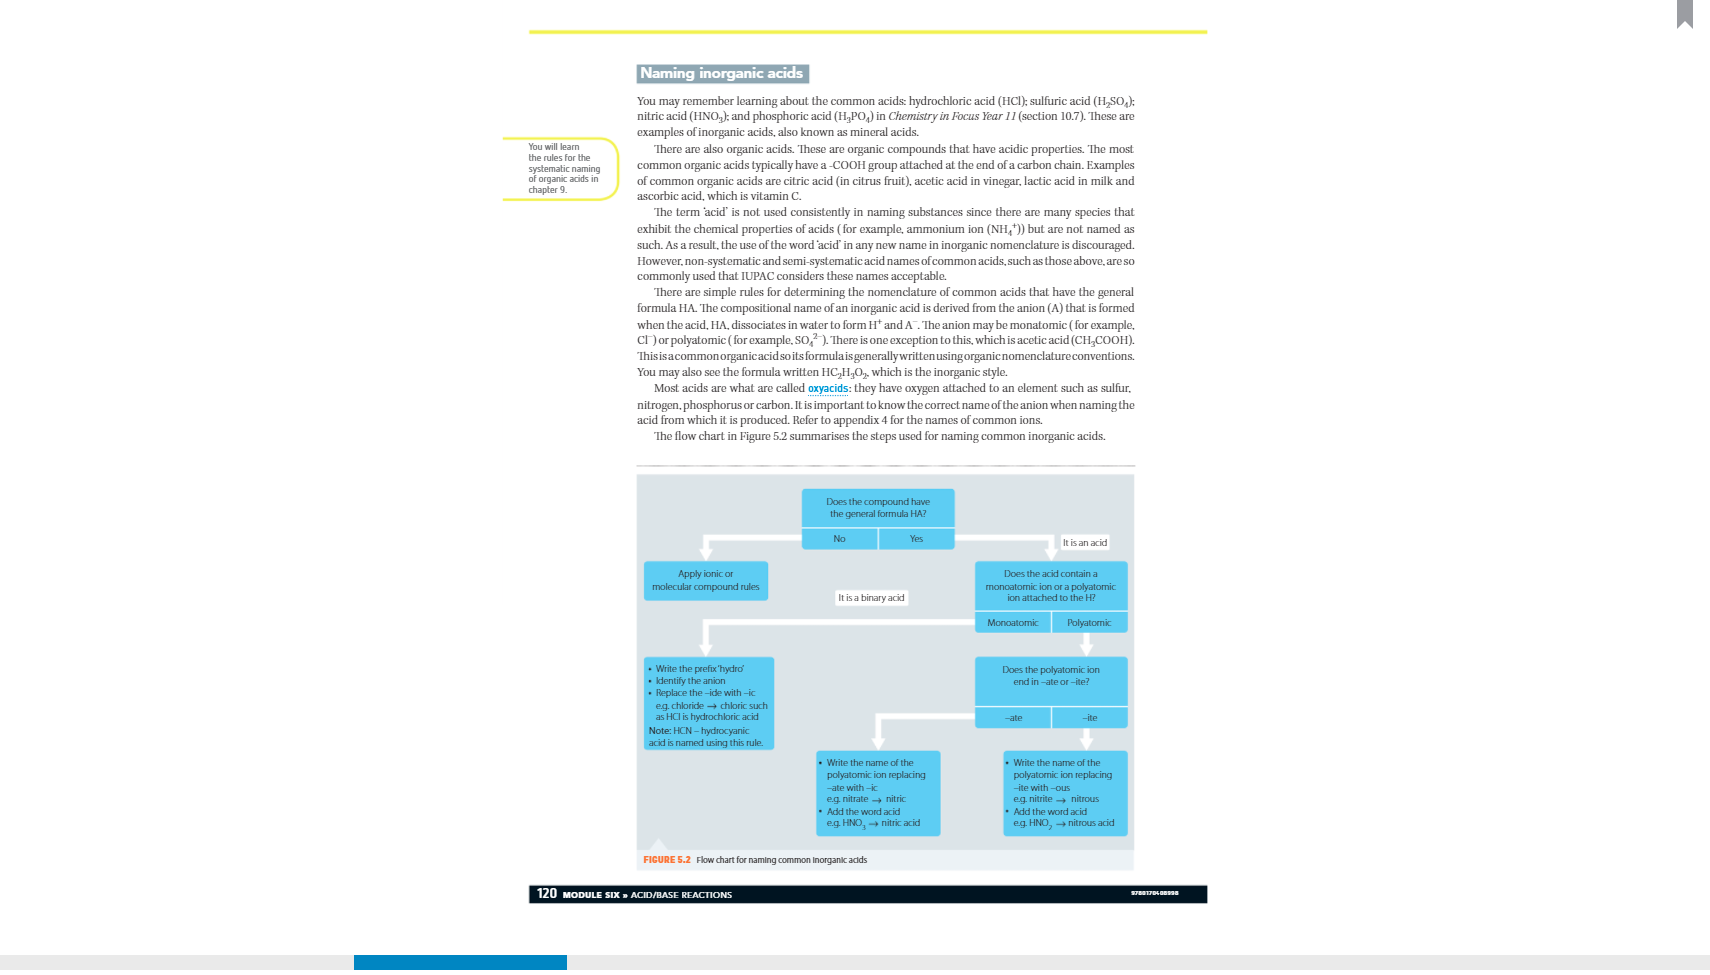 Naming inorganic acids
You may remember learning about the common acids: hydrochloric acid (HCl); sulfuric acid (H₂SO₄);
nitric acid (HNO₃); and phosphoric acid (H₃PO₄) in Chemistry in Focus Year 11 (section 10.7). These are
examples of inorganic acids, also known as mineral acids.
You will learn
the rules for the
systematic naming
of organic acids in
chapter 9.
There are also organic acids. These are organic compounds that have acidic properties. The most
common organic acids typically have a -COOH group attached at the end of a carbon chain. Examples
of common organic acids are citric acid (in citrus fruit), acetic acid in vinegar, lactic acid in milk and
ascorbic acid, which is vitamin C.
The term 'acid' is not used consistently in naming substances since there are many species that
exhibit the chemical properties of acids (for example, ammonium ion (NH₄⁺)) but are not named as
such. As a result, the use of the word 'acid' in any new name in inorganic nomenclature is discouraged.
However, non-systematic and semi-systematic acid names of common acids, such as those above, are so
commonly used that IUPAC considers these names acceptable.
There are simple rules for determining the nomenclature of common acids that have the general
formula HA. The compositional name of an inorganic acid is derived from the anion (A) that is formed
when the acid, HA, dissociates in water to form H⁺ and A⁻. The anion may be monatomic (for example,
Cl⁻) or polyatomic (for example, SO₄²⁻). There is one exception to this, which is acetic acid (CH₃COOH).
This is a common organic acid so its formula is generally written using organic nomenclature conventions.
You may also see the formula written HC₂H₃O₂, which is the inorganic style.
Most acids are what are called oxyacids: they have oxygen attached to an element such as sulfur,
nitrogen, phosphorus or carbon. It is important to know the correct name of the anion when naming the
acid from which it is produced. Refer to appendix 4 for the names of common ions.
The flow chart in Figure 5.2 summarises the steps used for naming common inorganic acids.
Does the compound have
the general formula HA?
No
Yes
It is an acid
Apply ionic or
molecular compound rules
Does the acid contain a
monoatomic ion or a polyatomic
ion attached to the H?
Monoatomic
Polyatomic
It is a binary acid
• Write the prefix 'hydro'
• Identify the anion
• Replace the –ide with –ic
e.g. chloride → chloric such
as HCl is hydrochloric acid
Note: HCN – hydrocyanic
acid is named using this rule.
Does the polyatomic ion
end in –ate or –ite?
–ate
–ite
• Write the name of the
polyatomic ion replacing
–ate with –ic
e.g. nitrate → nitric
• Add the word acid
e.g. HNO₃ → nitric acid
• Write the name of the
polyatomic ion replacing
–ite with –ous
e.g. nitrite → nitrous
• Add the word acid
e.g. HNO₂ → nitrous acid
FIGURE 5.2 Flow chart for naming common inorganic acids
120 MODULE SIX » ACID/BASE REACTIONS
9780170408998